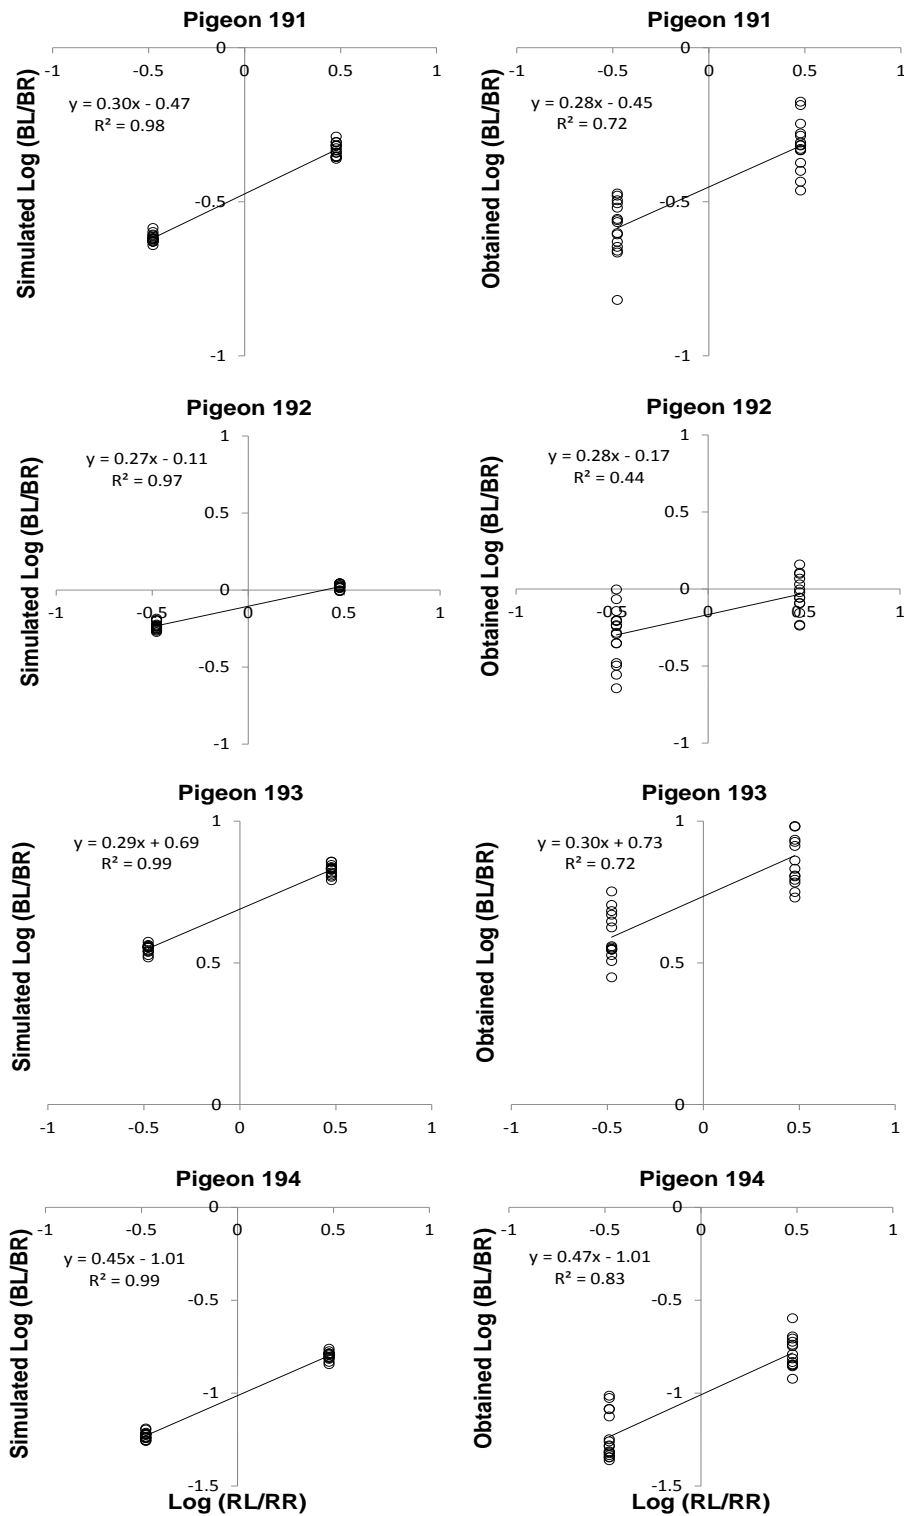 Pigeon 191
Pigeon 191
0
0
-1
-0.5
0
0.5
1
-1
-0.5
0
0.5
1
y = 0.30x - 0.47
R² = 0.98
y = 0.28x - 0.45
R² = 0.72
-0.5
-0.5
-1
-1
Simulated Log (BL/BR)
Obtained Log (BL/BR)
Pigeon 192
Pigeon 192
1
1
y = 0.27x - 0.11
R² = 0.97
y = 0.28x - 0.17
R² = 0.44
0.5
0.5
0
0
-1
-0.5
0
0.5
1
-1
-0.5
0
0.5
1
-0.5
-0.5
-1
-1
Simulated Log (BL/BR)
Obtained Log (BL/BR)
Pigeon 193
Pigeon 193
1
1
y = 0.29x + 0.69
R² = 0.99
y = 0.30x + 0.73
R² = 0.72
0.5
0.5
0
0
-1
-0.5
0
0.5
1
-1
-0.5
0
0.5
1
Simulated Log (BL/BR)
Obtained Log (BL/BR)
Pigeon 194
Pigeon 194
0
0
-1
-0.5
0
0.5
1
-1
-0.5
0
0.5
1
y = 0.45x - 1.01
R² = 0.99
y = 0.47x - 1.01
R² = 0.83
-0.5
-0.5
-1
-1
-1.5
-1.5
Simulated Log (BL/BR)
Obtained Log (BL/BR)
Log (RL/RR)
Log (RL/RR)